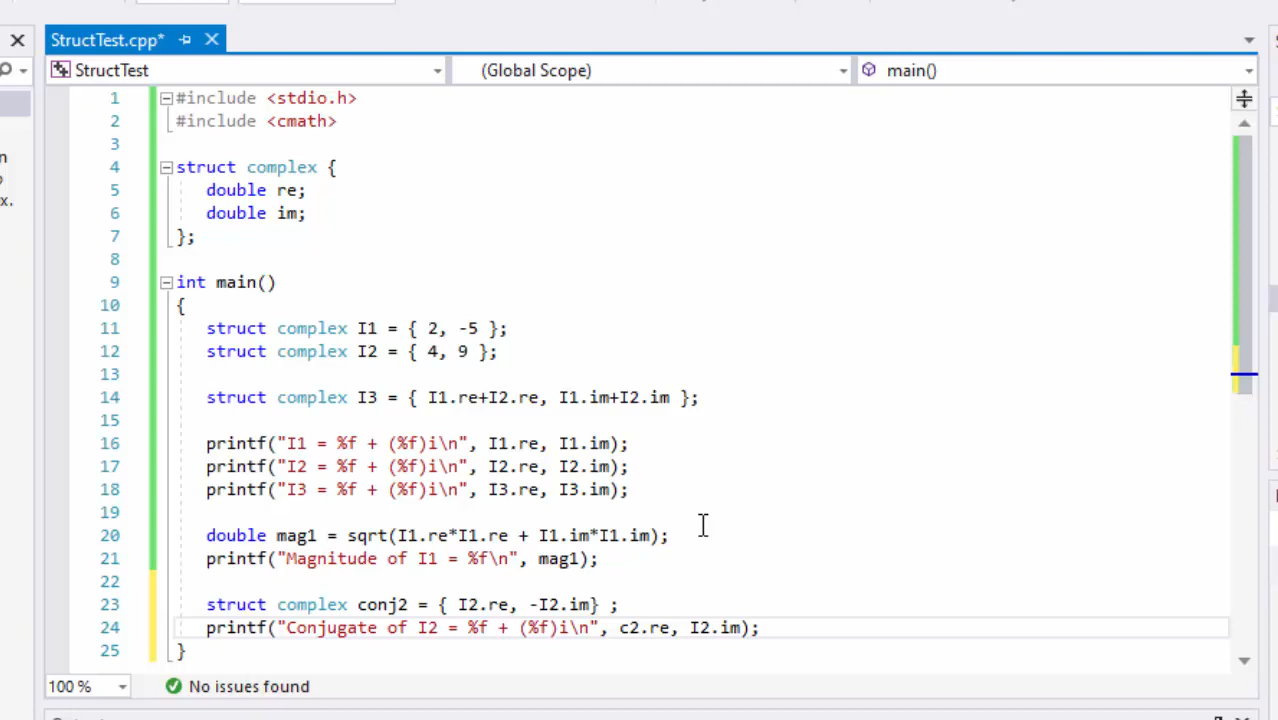 StructTest.cpp*
StructTest (Global Scope) main()
1 #include <stdio.h>
2 #include <cmath>
3
4 struct complex {
5 double re;
6 double im;
7 };
8
9 int main()
10 {
11 struct complex I1 = { 2, -5 };
12 struct complex I2 = { 4, 9 };
13
14 struct complex I3 = { I1.re+I2.re, I1.im+I2.im };
15
16 printf("I1 = %f + (%f)i\n", I1.re, I1.im);
17 printf("I2 = %f + (%f)i\n", I2.re, I2.im);
18 printf("I3 = %f + (%f)i\n", I3.re, I3.im);
19
20 double mag1 = sqrt(I1.re*I1.re + I1.im*I1.im);
21 printf("Magnitude of I1 = %f\n", mag1);
22
23 struct complex conj2 = { I2.re, -I2.im} ;
24 printf("Conjugate of I2 = %f + (%f)i\n", c2.re, I2.im);
25 }
100 % No issues found